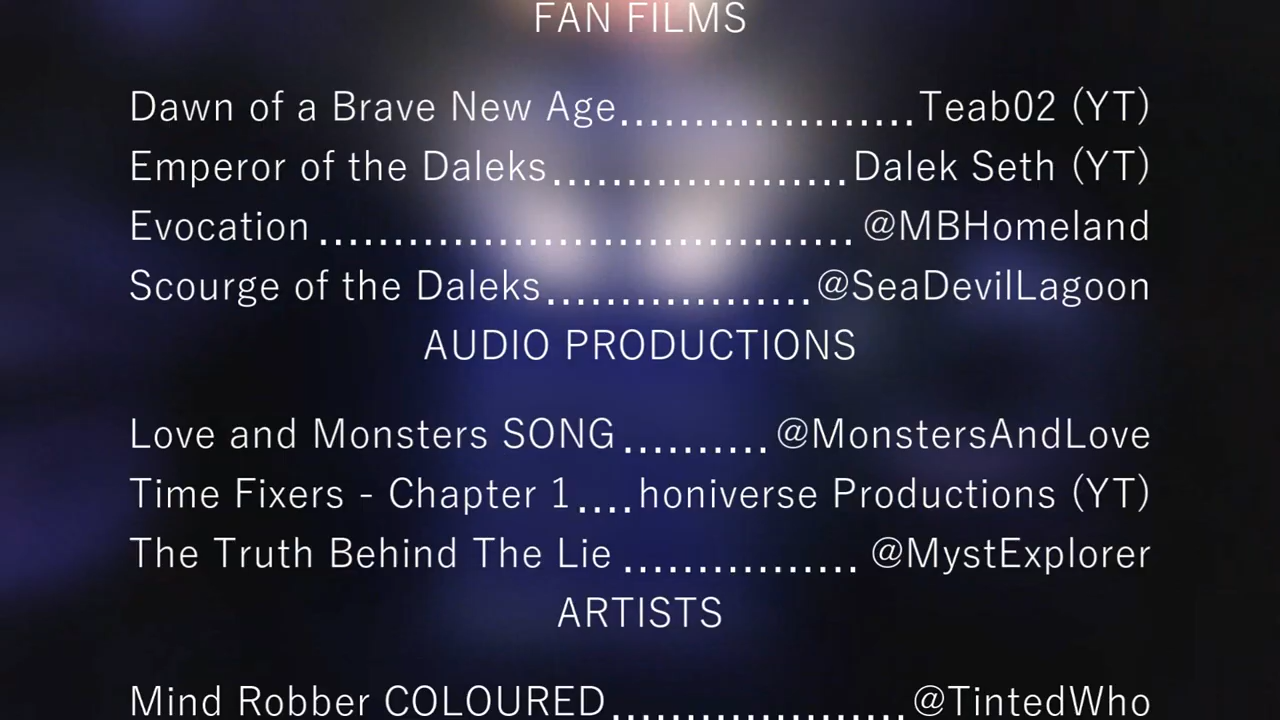 FAN FILMS
Dawn of a Brave New Age....................Teab02 (YT)
Emperor of the Daleks....................Dalek Seth (YT)
Evocation .................................... @MBHomeland
Scourge of the Daleks..................@SeaDevilLagoon
AUDIO PRODUCTIONS
Love and Monsters SONG..........@MonstersAndLove
Time Fixers - Chapter 1....honiverse Productions (YT)
The Truth Behind The Lie ................ @MystExplorer
ARTISTS
Mind Robber COLOURED....................@TintedWho